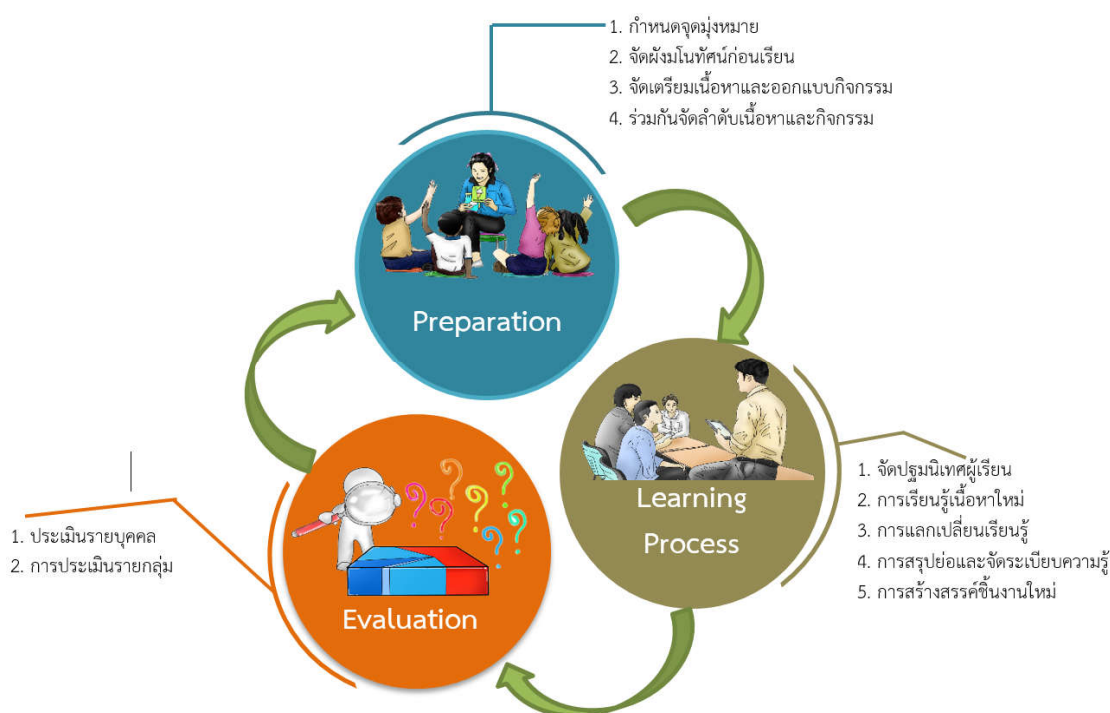 1. กำหนดจุดมุ่งหมาย
2. จัดผังมโนทัศน์ก่อนเรียน
3. จัดเตรียมเนื้อหาและออกแบบกิจกรรม
4. ร่วมกันจัดลำดับเนื้อหาและกิจกรรม
Preparation
Learning
Process
1. จัดปฐมนิเทศผู้เรียน
2. การเรียนรู้เนื้อหาใหม่
3. การแลกเปลี่ยนเรียนรู้
4. การสรุปย่อและจัดระเบียบความรู้
5. การสร้างสรรค์ชิ้นงานใหม่
1. ประเมินรายบุคคล
2. การประเมินรายกลุ่ม
Evaluation